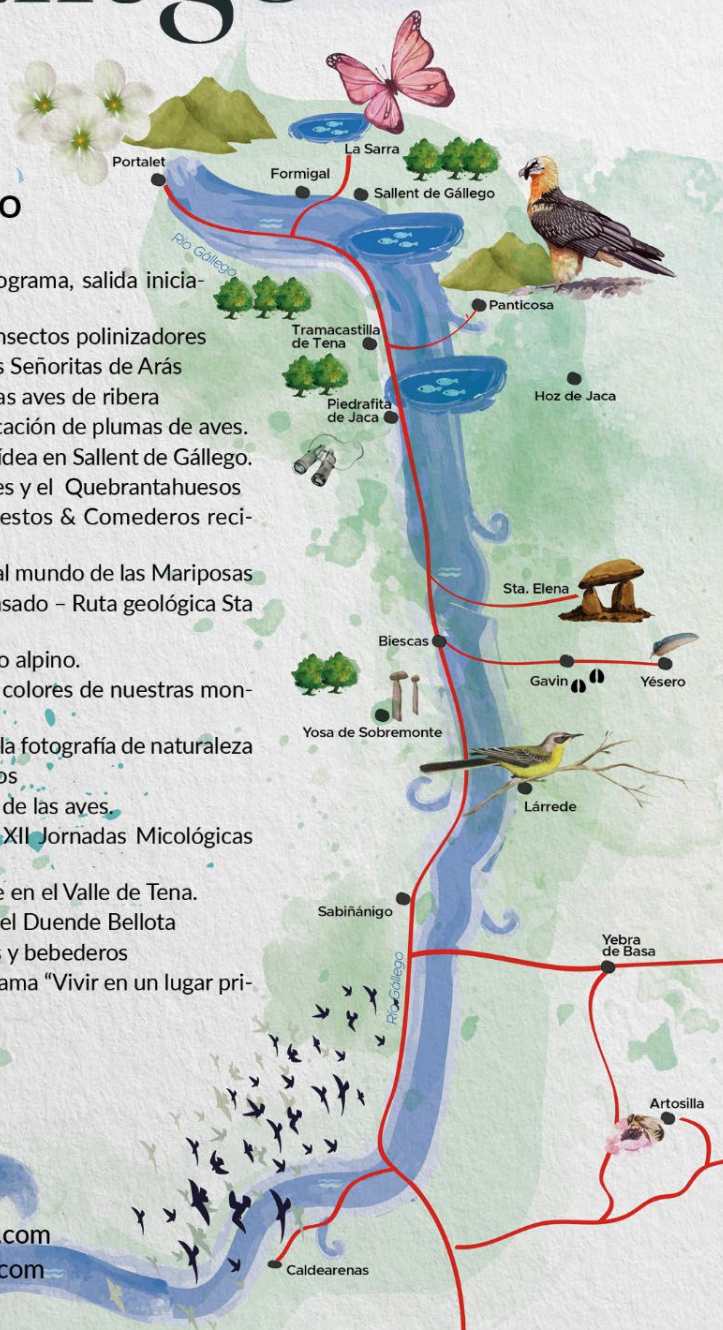 O
ograma, salida inicia-
nsectos polinizadores
s Señoritas de Arás
as aves de ribera
cación de plumas de aves.
ídea en Sallent de Gállego.
es y el Quebrantahuesos
estos & Comederos reci-
al mundo de las Mariposas
sado – Ruta geológica Sta
o alpino.
colores de nuestras mon-
la fotografía de naturaleza
os
de las aves.
XII Jornadas Micológicas
e en el Valle de Tena.
el Duende Bellota
s y bebederos
ama “Vivir en un lugar pri-
.com
com
Portalet
La Sarra
Formigal
Sallent de Gállego
Río Gállego
Panticosa
Tramacastilla
de Tena
Hoz de Jaca
Piedrafita
de Jaca
Sta. Elena
Biescas
Gavin
Yésero
Yosa de Sobremonte
Lárrede
Sabiñánigo
Yebra
de Basa
Río Gállego
Artosilla
Caldearenas